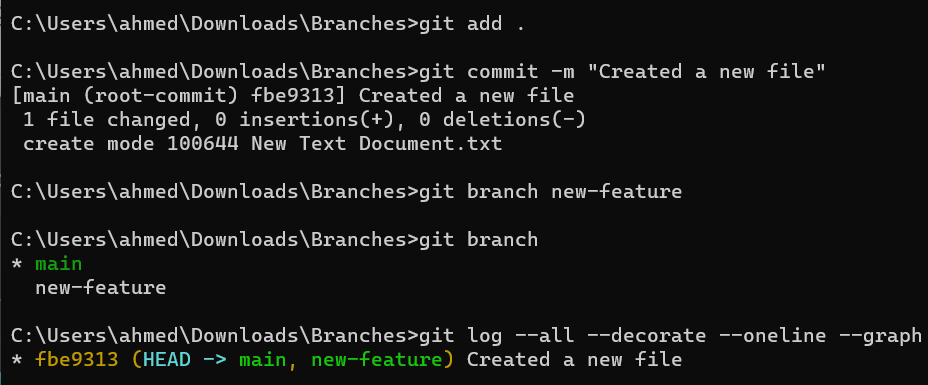 C:\Users\ahmed\Downloads\Branches>git add .
C:\Users\ahmed\Downloads\Branches>git commit -m "Created a new file"
[main (root-commit) fbe9313] Created a new file
 1 file changed, 0 insertions(+), 0 deletions(-)
 create mode 100644 New Text Document.txt
C:\Users\ahmed\Downloads\Branches>git branch new-feature
C:\Users\ahmed\Downloads\Branches>git branch
* main
  new-feature
C:\Users\ahmed\Downloads\Branches>git log --all --decorate --oneline --graph
* fbe9313 (HEAD -> main, new-feature) Created a new file